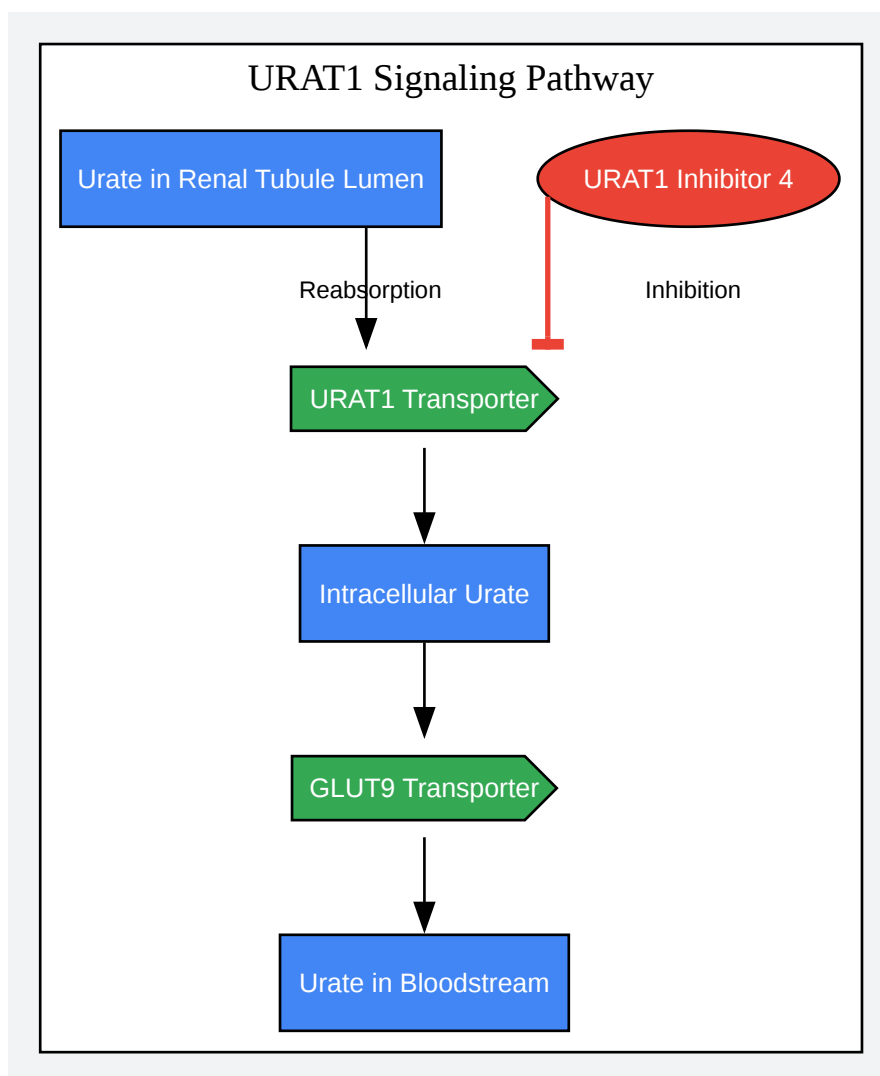 URAT1 Signaling Pathway
Urate in Renal Tubule Lumen
URAT1 Inhibitor 4
Reabsorption
Inhibition
URAT1 Transporter
Intracellular Urate
GLUT9 Transporter
Urate in Bloodstream